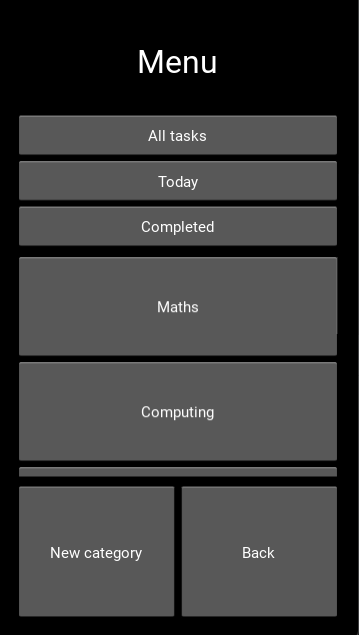 Menu
All tasks
Today
Completed
Maths
Computing
New category
Back